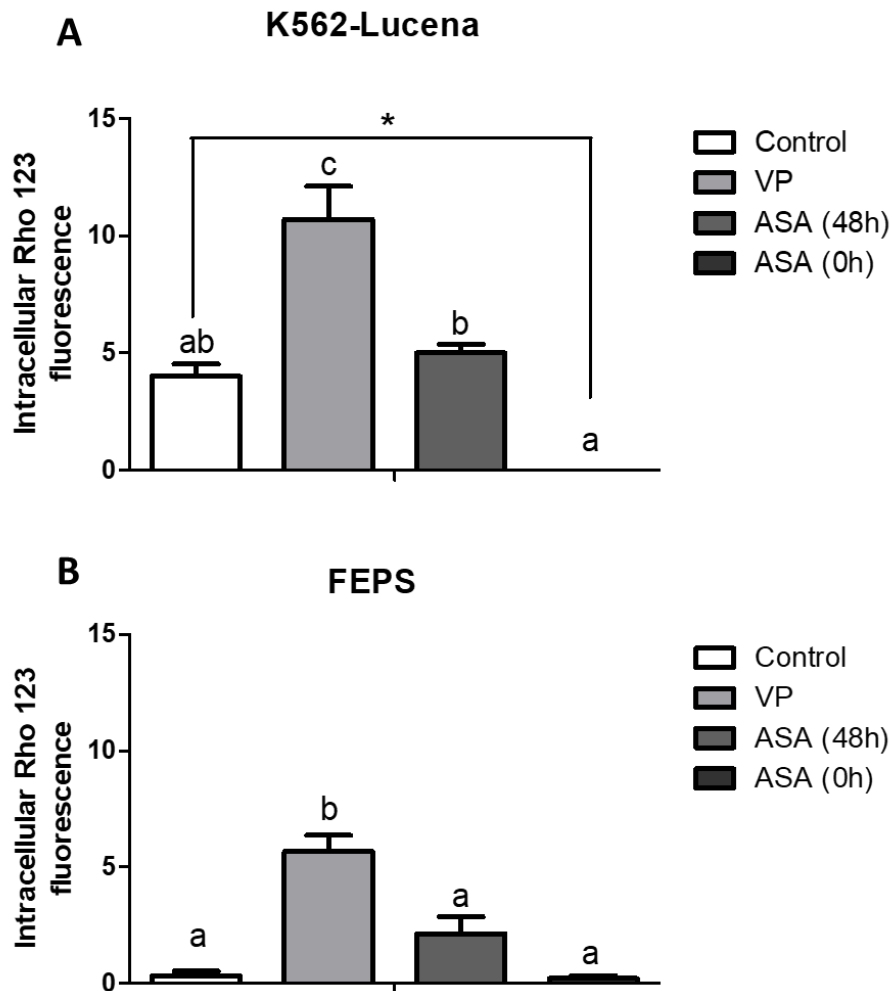 A
K562-Lucena
Intracellular Rho 123
fluorescence
15
10
5
0
*
ab
c
b
a
Control
VP
ASA (48h)
ASA (0h)
B
FEPS
Intracellular Rho 123
fluorescence
15
10
5
0
a
b
a
a
Control
VP
ASA (48h)
ASA (0h)